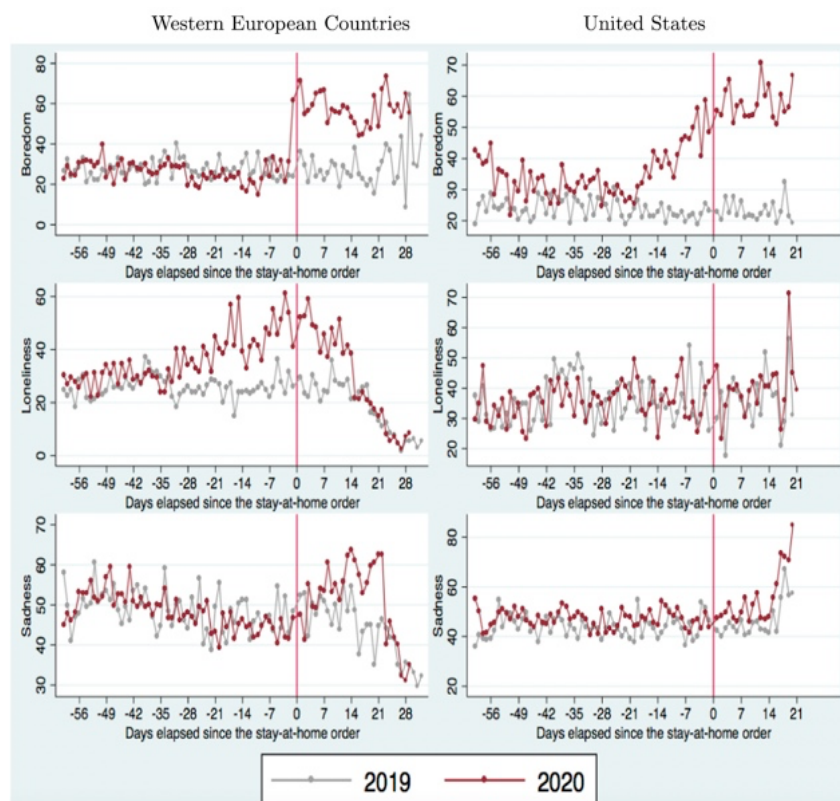 Western European Countries
United States
Boredom
80
60
40
20
0
-56 -49 -42 -35 -28 -21 -14 -7 0 7 14 21 28
Days elapsed since the stay-at-home order
Boredom
70
60
50
40
30
20
-56 -49 -42 -35 -28 -21 -14 -7 0 7 14 21
Days elapsed since the stay-at-home order
Loneliness
60
40
20
0
-56 -49 -42 -35 -28 -21 -14 -7 0 7 14 21 28
Days elapsed since the stay-at-home order
Loneliness
70
60
50
40
30
20
-56 -49 -42 -35 -28 -21 -14 -7 0 7 14 21
Days elapsed since the stay-at-home order
Sadness
70
60
50
40
30
-56 -49 -42 -35 -28 -21 -14 -7 0 7 14 21 28
Days elapsed since the stay-at-home order
Sadness
80
60
40
20
-56 -49 -42 -35 -28 -21 -14 -7 0 7 14 21
Days elapsed since the stay-at-home order
2019 2020